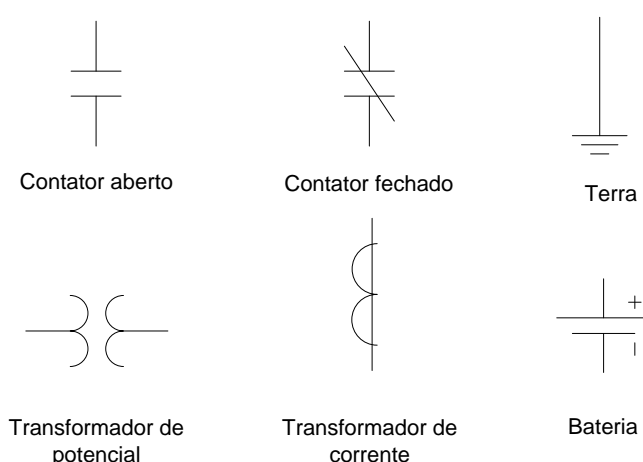 Contator aberto
Contator fechado
Terra
+
Transformador de
potencial
Transformador de
corrente
Bateria